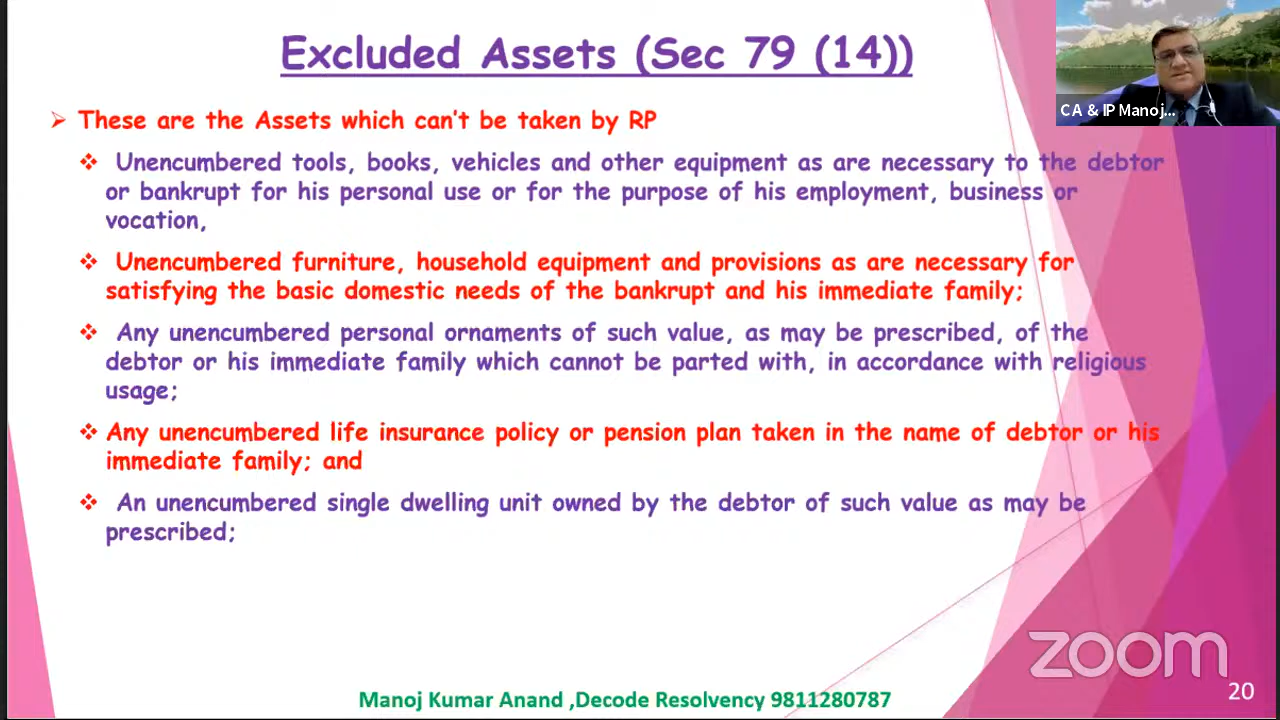 Excluded Assets (Sec 79 (14))
CA & IP Manoj...
These are the Assets which can't be taken by RP
Unencumbered tools, books, vehicles and other equipment as are necessary to the debtor
or bankrupt for his personal use or for the purpose of his employment, business or
vocation,
Unencumbered furniture, household equipment and provisions as are necessary for
satisfying the basic domestic needs of the bankrupt and his immediate family;
Any unencumbered personal ornaments of such value, as may be prescribed, of the
debtor or his immediate family which cannot be parted with, in accordance with religious
usage;
Any unencumbered life insurance policy or pension plan taken in the name of debtor or his
immediate family; and
An unencumbered single dwelling unit owned by the debtor of such value as may be
prescribed;
zoom
Manoj Kumar Anand ,Decode Resolvency 9811280787
20